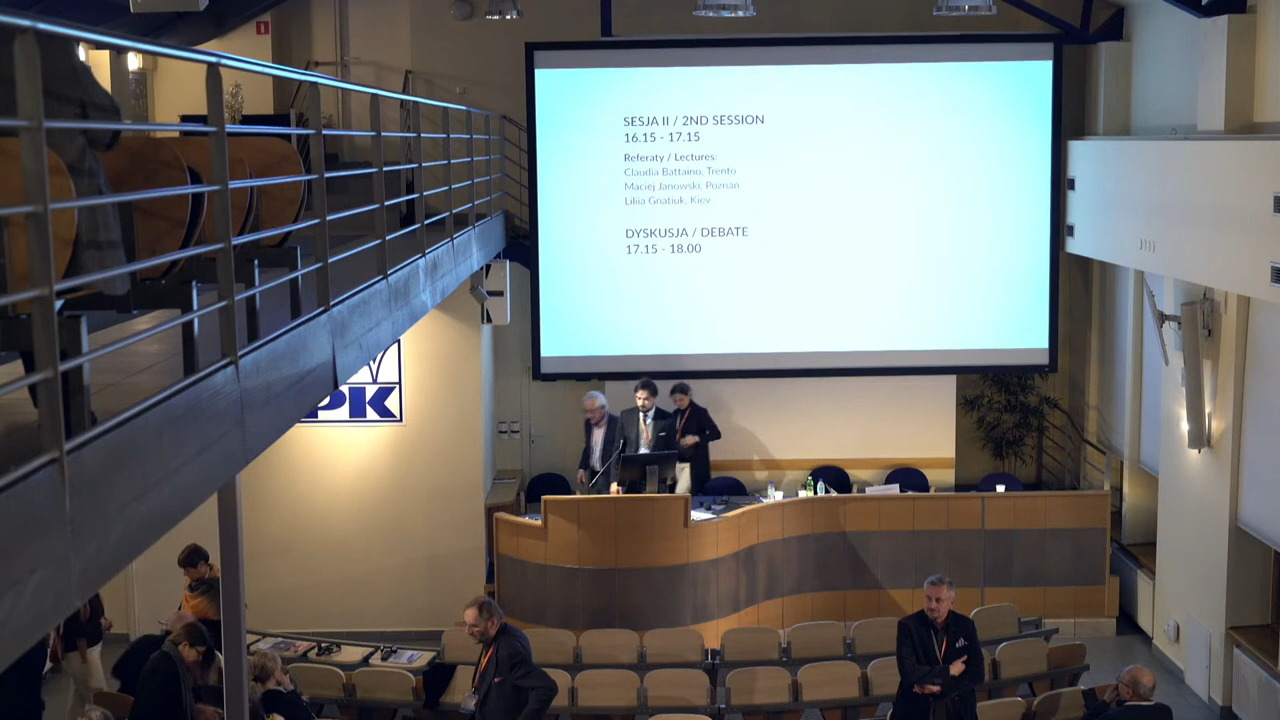 SESJA II / 2ND SESSION
16.15 - 17.15
Referaty / Lectures:
Claudia Battaino, Trento
Maciej Janowski, Poznan
Liliia Gnatiuk, Kiev
DYSKUSJA / DEBATE
17.15 - 18.00
PK